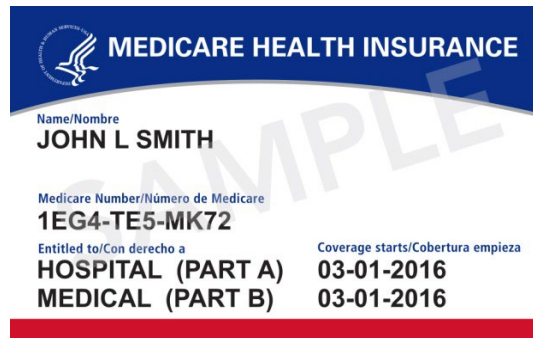 MEDICARE HEALTH INSURANCE
Name/Nombre
JOHN L SMITH
Medicare Number/Número de Medicare
1EG4-TE5-MK72
Entitled to/Con derecho a Coverage starts/Cobertura empieza
HOSPITAL (PART A) 03-01-2016
MEDICAL (PART B) 03-01-2016
SAMPLE